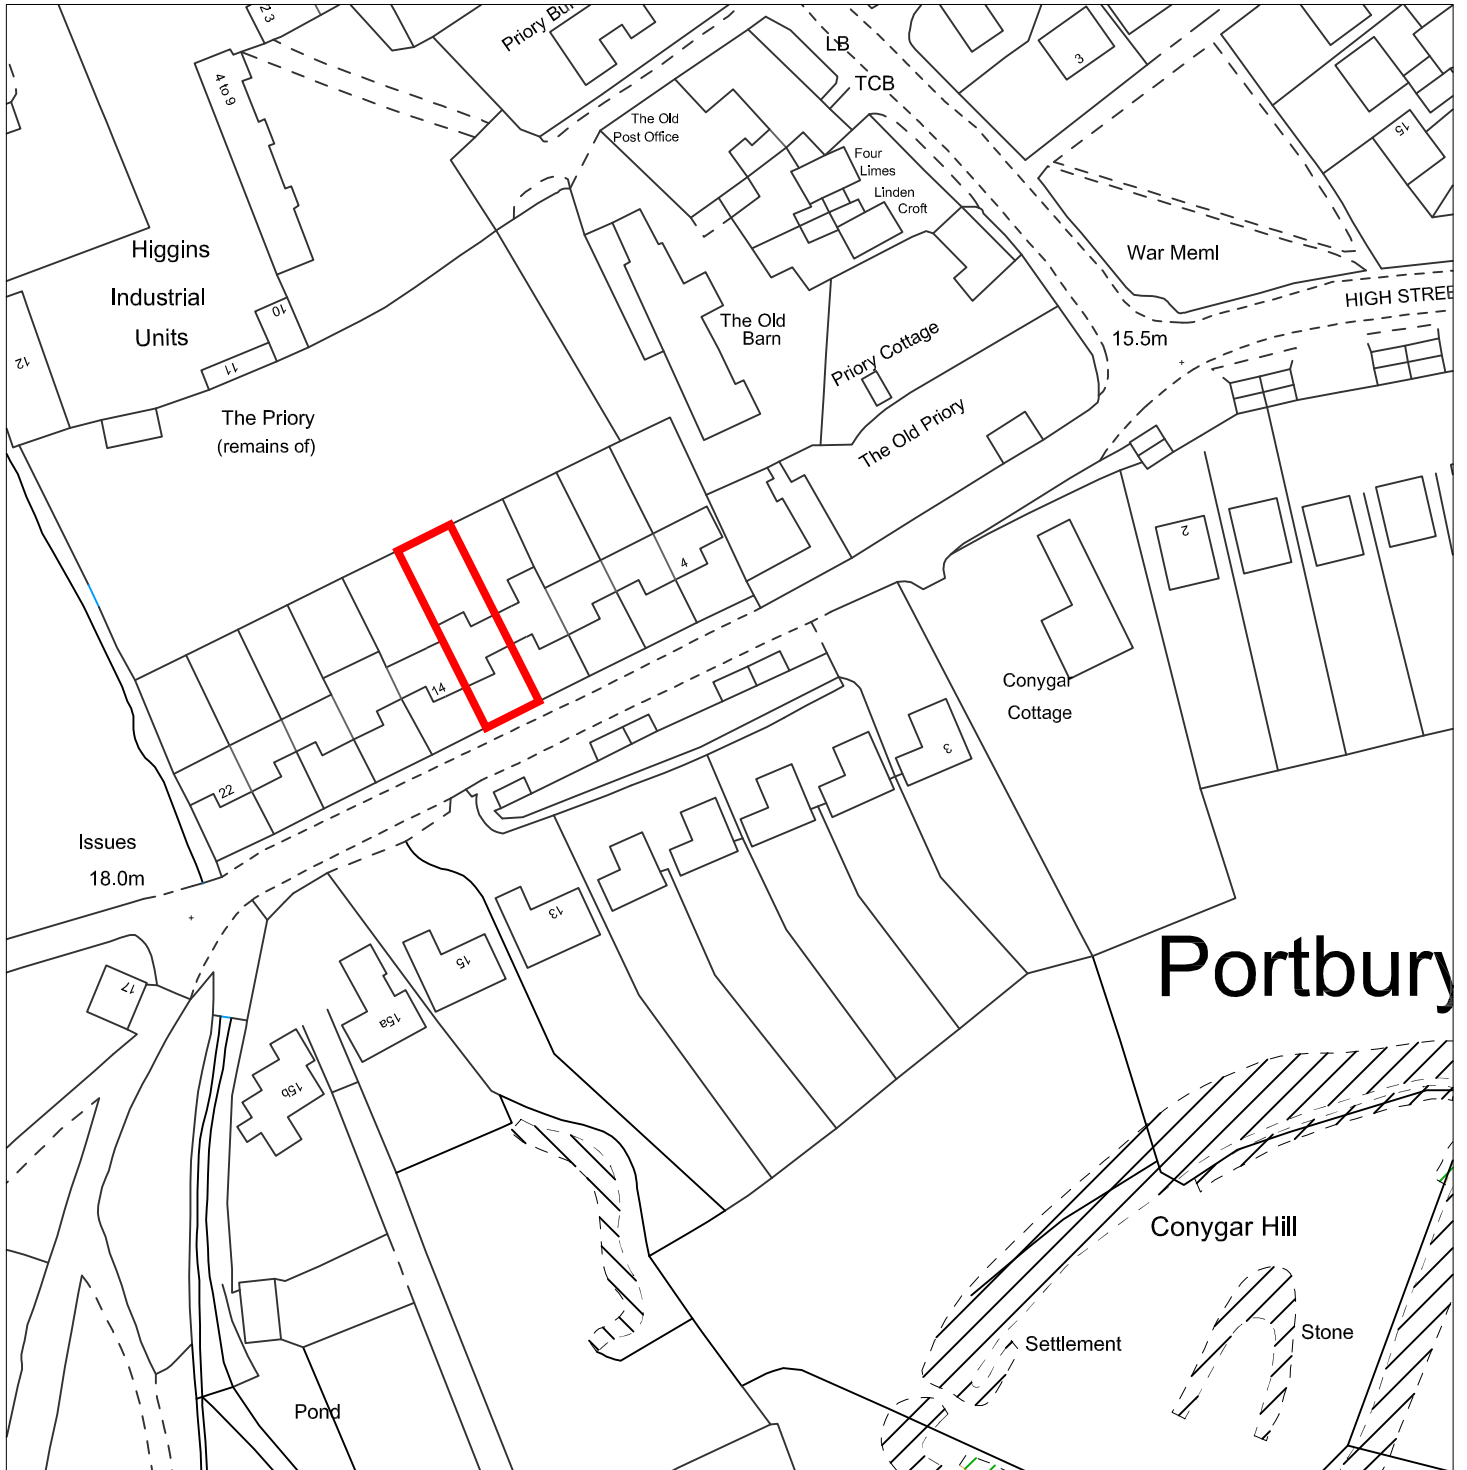 2 3
Priory Bui
LB
3
4 to 9
TCB
The Old
Post Office
15
Four
Limes
Linden
Croft
Higgins
Industrial
Units
War Meml
HIGH STREE
10
The Old
Barn
15.5m
12
11
Priory Cottage
The Priory
(remains of)
The Old Priory
2
4
14
Conygar
Cottage
3
22
Issues
18.0m
13
15
Portbury
17
15a
15b
Conygar Hill
Settlement
Stone
Pond